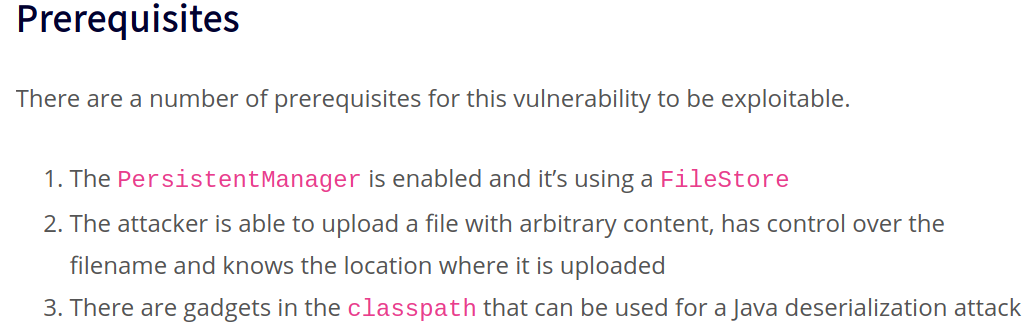 Prerequisites
There are a number of prerequisites for this vulnerability to be exploitable.
1. The PersistentManager is enabled and it’s using a FileStore
2. The attacker is able to upload a file with arbitrary content, has control over the
filename and knows the location where it is uploaded
3. There are gadgets in the classpath that can be used for a Java deserialization attack